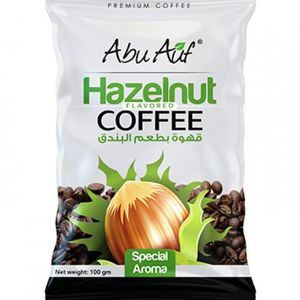 PREMIUM COFFEE
Abu Auf®
Hazelnut
FLAVORED
COFFEE
قهوة بطعم البندق
Special
Aroma
Net weight: 100 gm